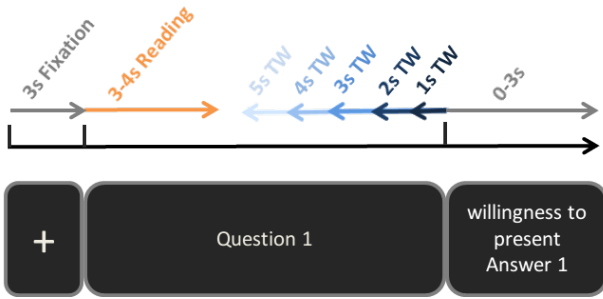 3s Fixation
3-4s Reading
5s TW
4s TW
3s TW
2s TW
1s TW
0-3s
+
Question 1
willingness to
present
Answer 1